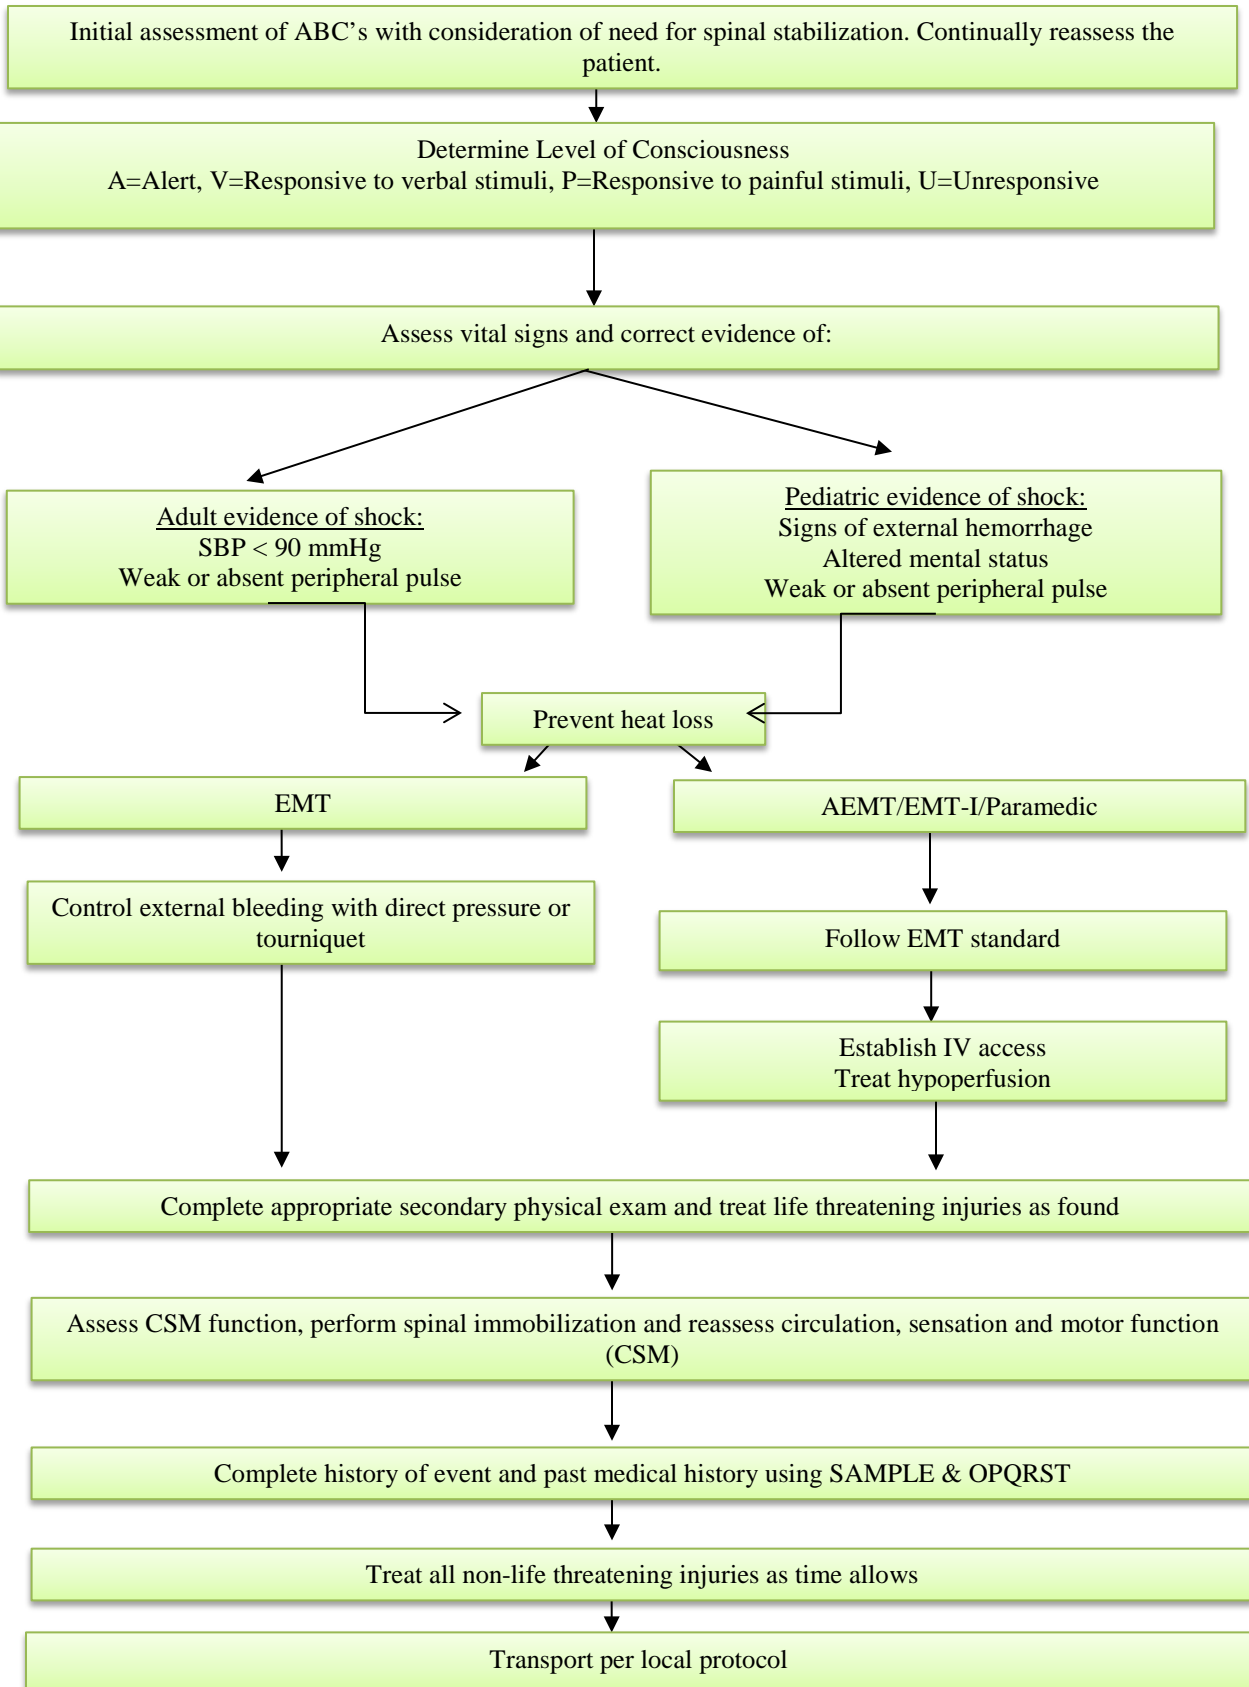 Initial assessment of ABC’s with consideration of need for spinal stabilization. Continually reassess the
patient.
Determine Level of Consciousness
A=Alert, V=Responsive to verbal stimuli, P=Responsive to painful stimuli, U=Unresponsive
Assess vital signs and correct evidence of:
Adult evidence of shock:
SBP < 90 mmHg
Weak or absent peripheral pulse
Pediatric evidence of shock:
Signs of external hemorrhage
Altered mental status
Weak or absent peripheral pulse
Prevent heat loss
EMT
AEMT/EMT-I/Paramedic
Control external bleeding with direct pressure or
tourniquet
Follow EMT standard
Establish IV access
Treat hypoperfusion
Complete appropriate secondary physical exam and treat life threatening injuries as found
Assess CSM function, perform spinal immobilization and reassess circulation, sensation and motor function
(CSM)
Complete history of event and past medical history using SAMPLE & OPQRST
Treat all non-life threatening injuries as time allows
Transport per local protocol